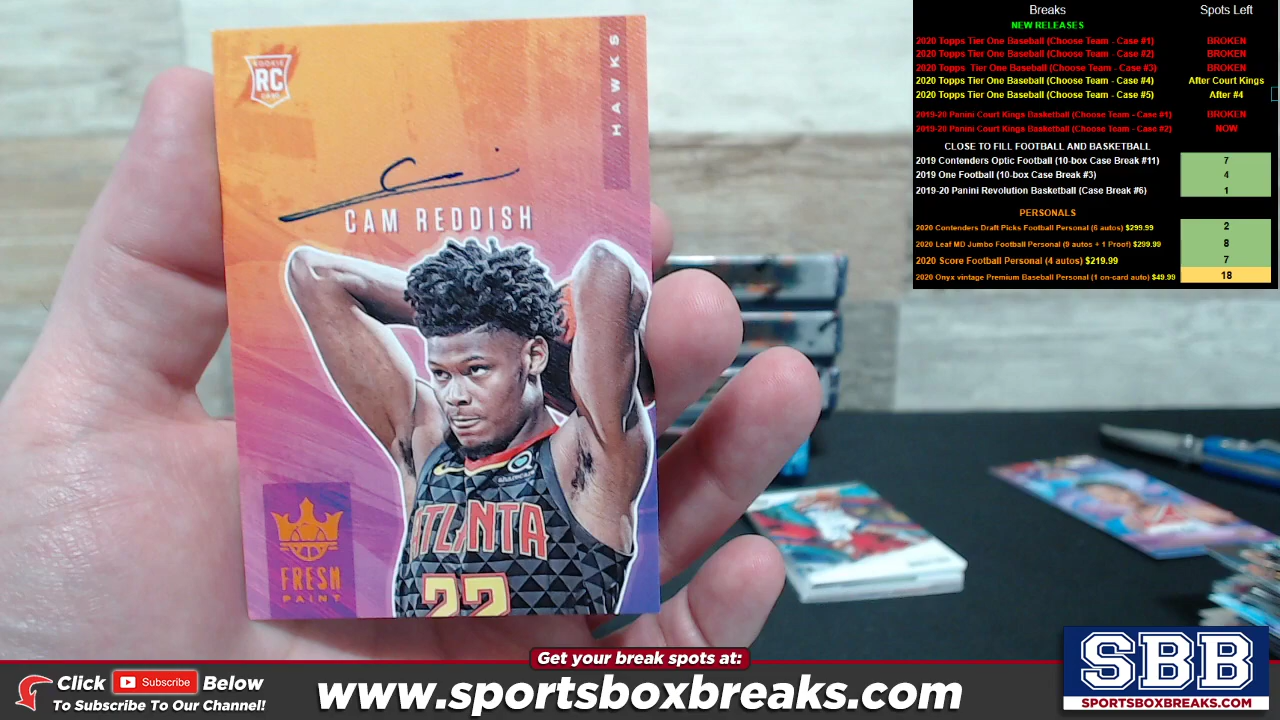 ROOKIE
RC
CARD
HAWKS
CAM REDDISH
ATLANTA
22
FRESH
PAINT
Breaks Spots Left
NEW RELEASES
2020 Topps Tier One Baseball (Choose Team - Case #1) BROKEN
2020 Topps Tier One Baseball (Choose Team - Case #2) BROKEN
2020 Topps Tier One Baseball (Choose Team - Case #3) BROKEN
2020 Topps Tier One Baseball (Choose Team - Case #4) After Court Kings
2020 Topps Tier One Baseball (Choose Team - Case #5) After #4
2019-20 Panini Court Kings Basketball (Choose Team - Case #1) BROKEN
2019-20 Panini Court Kings Basketball (Choose Team - Case #2) NOW
CLOSE TO FILL FOOTBALL AND BASKETBALL
2019 Contenders Optic Football (10-box Case Break #11) 7
2019 One Football (10-box Case Break #3) 4
2019-20 Panini Revolution Basketball (Case Break #6) 1
PERSONALS
2020 Contenders Draft Picks Football Personal (6 autos) $299.99 2
2020 Leaf MD Jumbo Football Personal (9 autos + 1 Proof) $299.99 8
2020 Score Football Personal (4 autos) $219.99 7
2020 Onyx vintage Premium Baseball Personal (1 on-card auto) $49.99 18
Get your break spots at:
Click Subscribe Below
To Subscribe To Our Channel!
www.sportsboxbreaks.com
SBB
SPORTSBOXBREAKS.COM